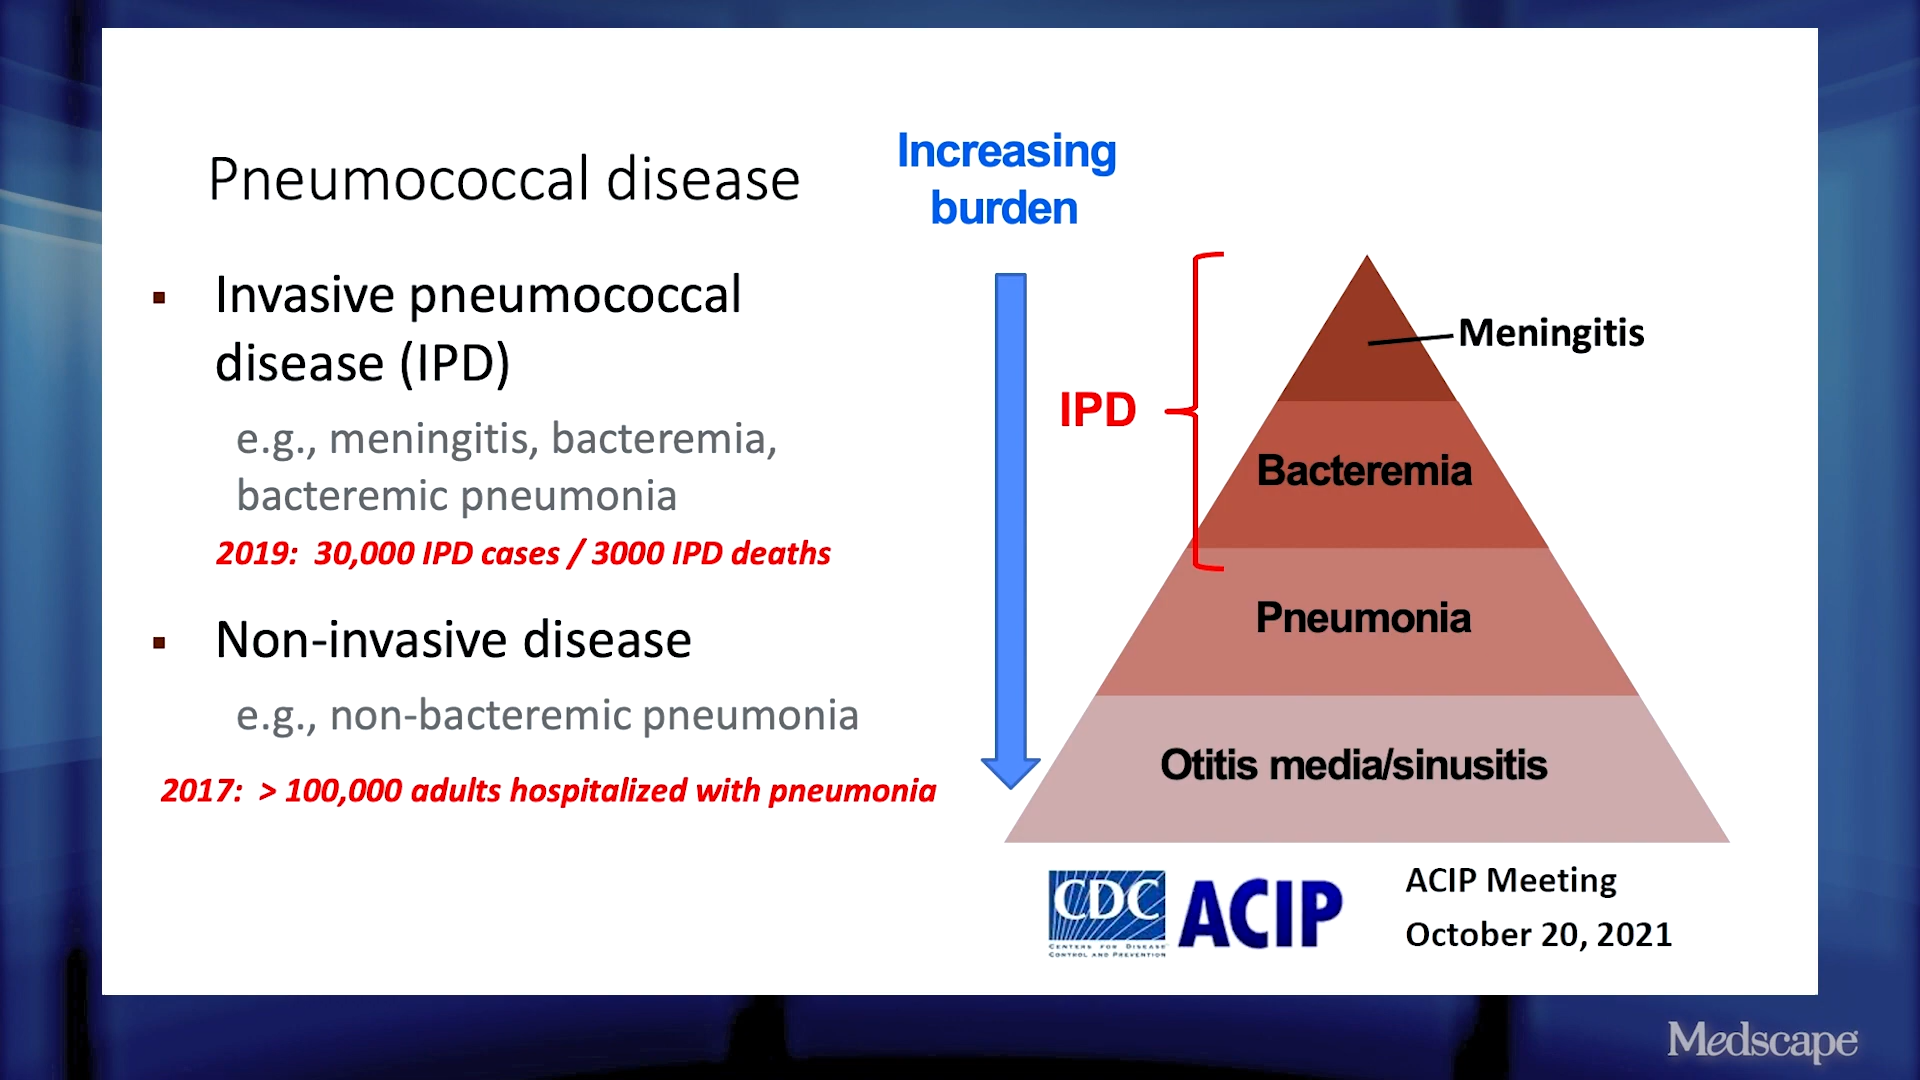 Pneumococcal disease
▪ Invasive pneumococcal
disease (IPD)
e.g., meningitis, bacteremia,
bacteremic pneumonia
2019: 30,000 IPD cases / 3000 IPD deaths
▪ Non-invasive disease
e.g., non-bacteremic pneumonia
2017: > 100,000 adults hospitalized with pneumonia
Increasing
burden
IPD
Meningitis
Bacteremia
Pneumonia
Otitis media/sinusitis
CDC
CENTERS FOR DISEASE
CONTROL AND PREVENTION
ACIP
ACIP Meeting
October 20, 2021
Medscape